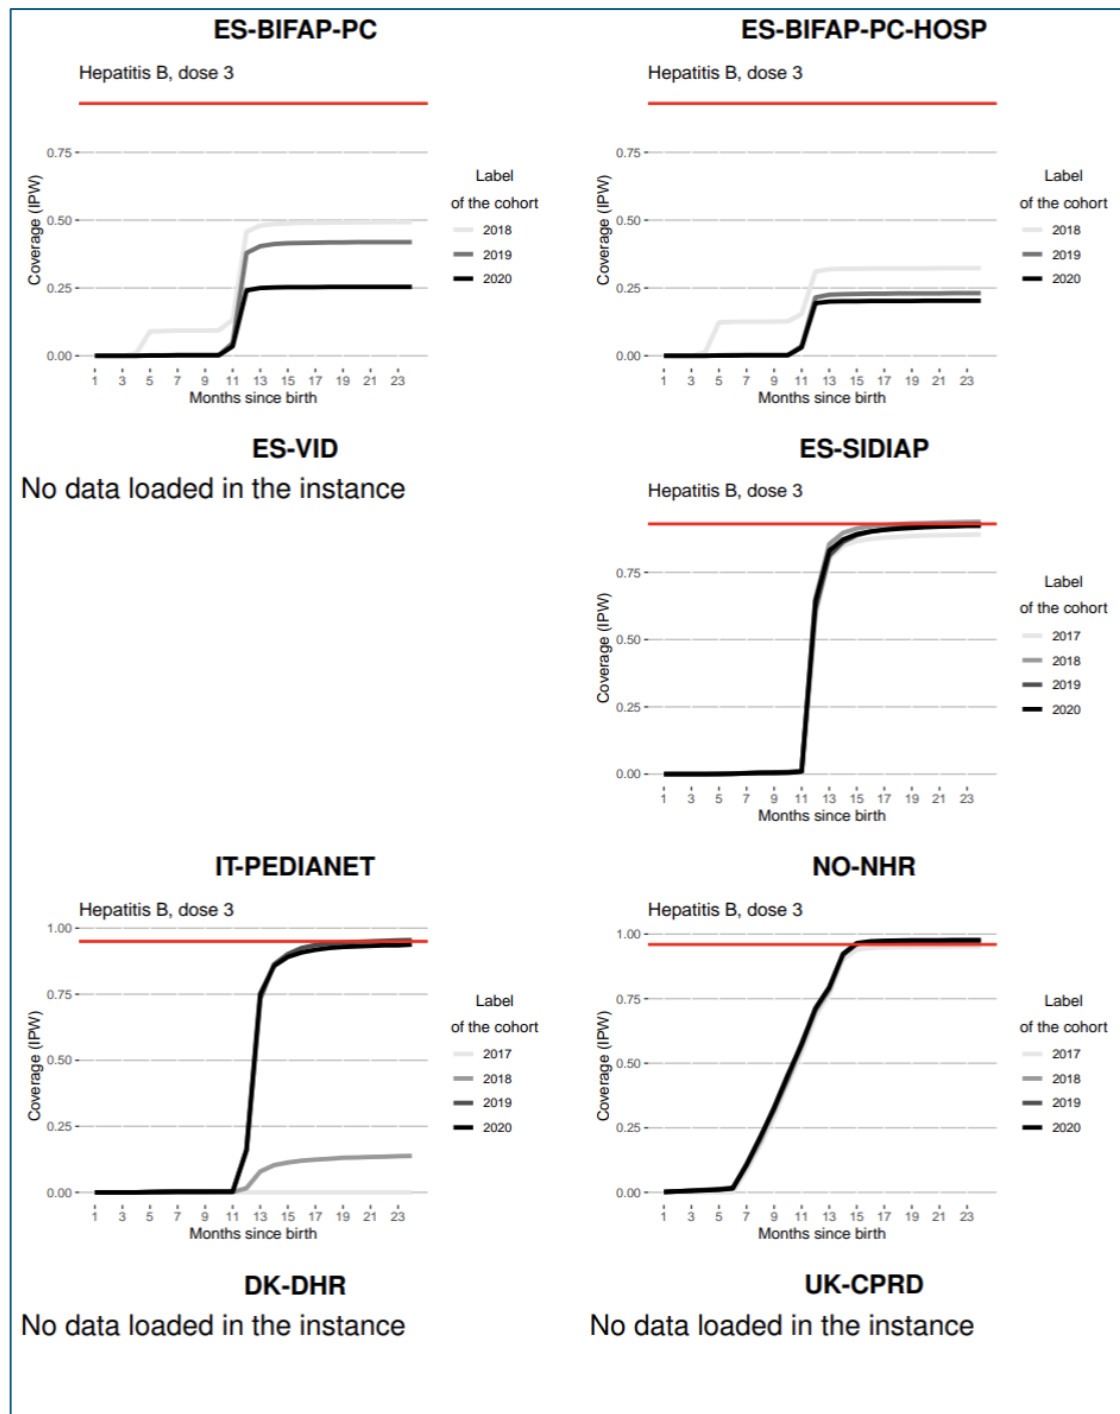 ES-BIFAP-PC
Hepatitis B, dose 3
Coverage (IPW)
0.75
0.50
0.25
0.00
1 3 5 7 9 11 13 15 17 19 21 23
Months since birth
Label
of the cohort
2018
2019
2020
ES-BIFAP-PC-HOSP
Hepatitis B, dose 3
Coverage (IPW)
0.75
0.50
0.25
0.00
1 3 5 7 9 11 13 15 17 19 21 23
Months since birth
Label
of the cohort
2018
2019
2020
ES-VID
No data loaded in the instance
ES-SIDIAP
Hepatitis B, dose 3
Coverage (IPW)
0.75
0.50
0.25
0.00
1 3 5 7 9 11 13 15 17 19 21 23
Months since birth
Label
of the cohort
2017
2018
2019
2020
IT-PEDIANET
Hepatitis B, dose 3
Coverage (IPW)
1.00
0.75
0.50
0.25
0.00
1 3 5 7 9 11 13 15 17 19 21 23
Months since birth
Label
of the cohort
2017
2018
2019
2020
NO-NHR
Hepatitis B, dose 3
Coverage (IPW)
1.00
0.75
0.50
0.25
0.00
1 3 5 7 9 11 13 15 17 19 21 23
Months since birth
Label
of the cohort
2017
2018
2019
2020
DK-DHR
No data loaded in the instance
UK-CPRD
No data loaded in the instance